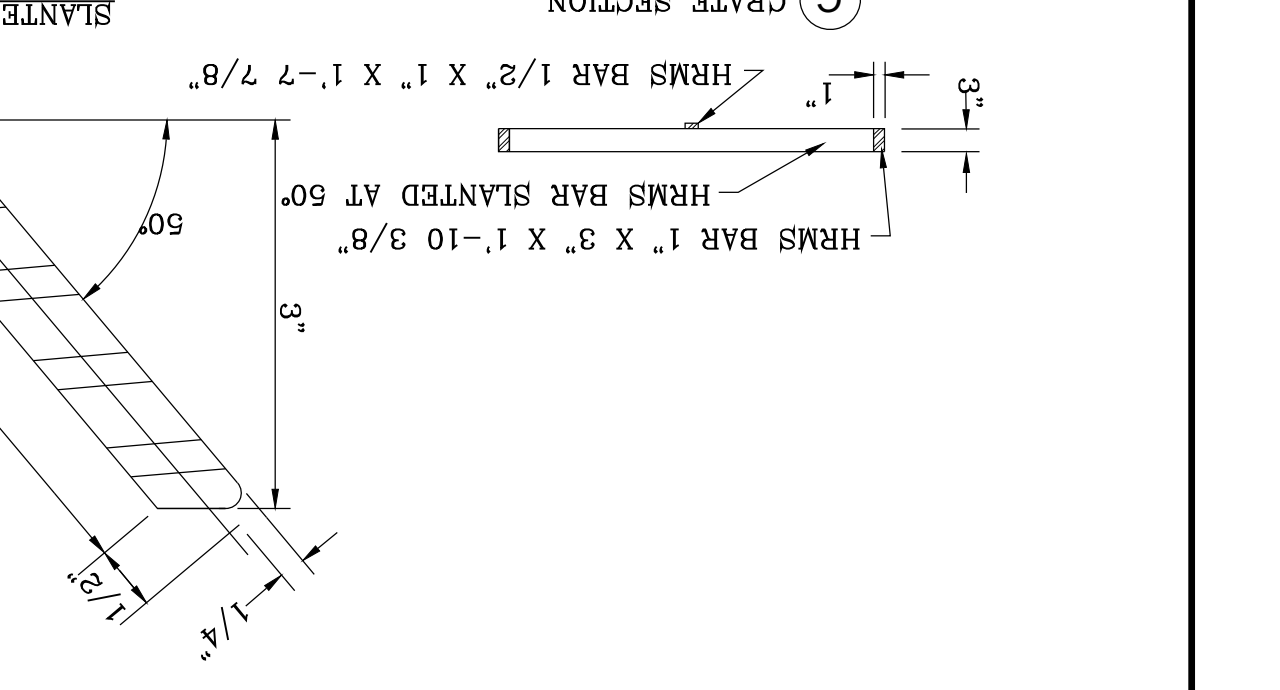 1/4"
1/2"
3"
HRMS BAR 1" X 3" X 1'-10 3/8"
50°
HRMS BAR SLANTED AT 50°
3"
1"
HRMS BAR 1/2" X 1" X 1'-7 7/8"
C GRATE SECTION
SLANTE